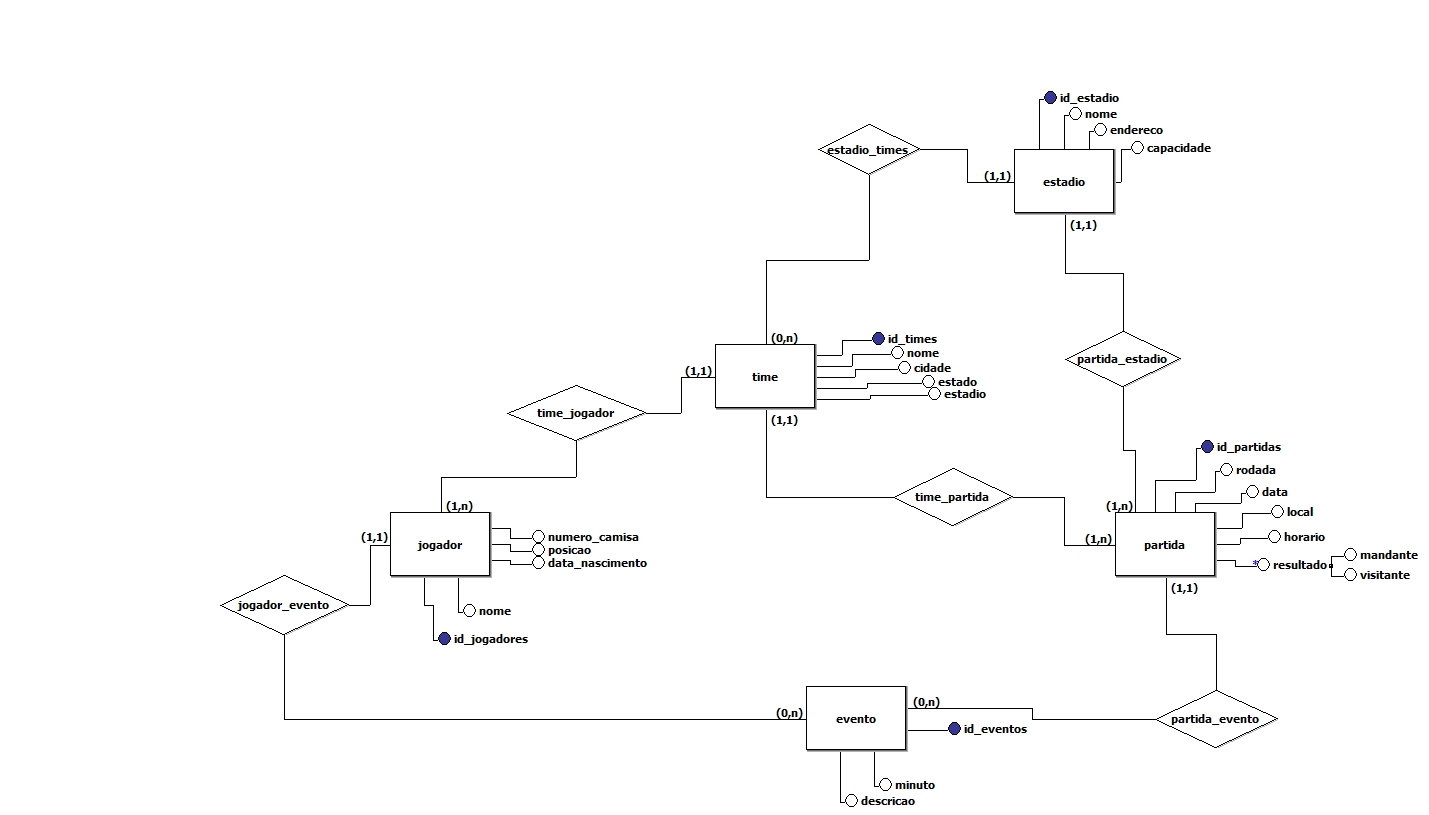 id_estadio
nome
endereco
capacidade
estadio_times
(1,1)
estadio
(1,1)
(0,n)
id_times
nome
cidade
estado
estadio
time
(1,1)
(1,1)
partida_estadio
time_jogador
id_partidas
rodada
data
local
horario
* resultado
mandante
visitante
time_partida
(1,n)
(1,n)
partida
(1,1)
(1,n)
(1,1)
jogador
numero_camisa
posicao
data_nascimento
nome
id_jogadores
jogador_evento
(0,n)
evento
(0,n)
id_eventos
partida_evento
minuto
descricao